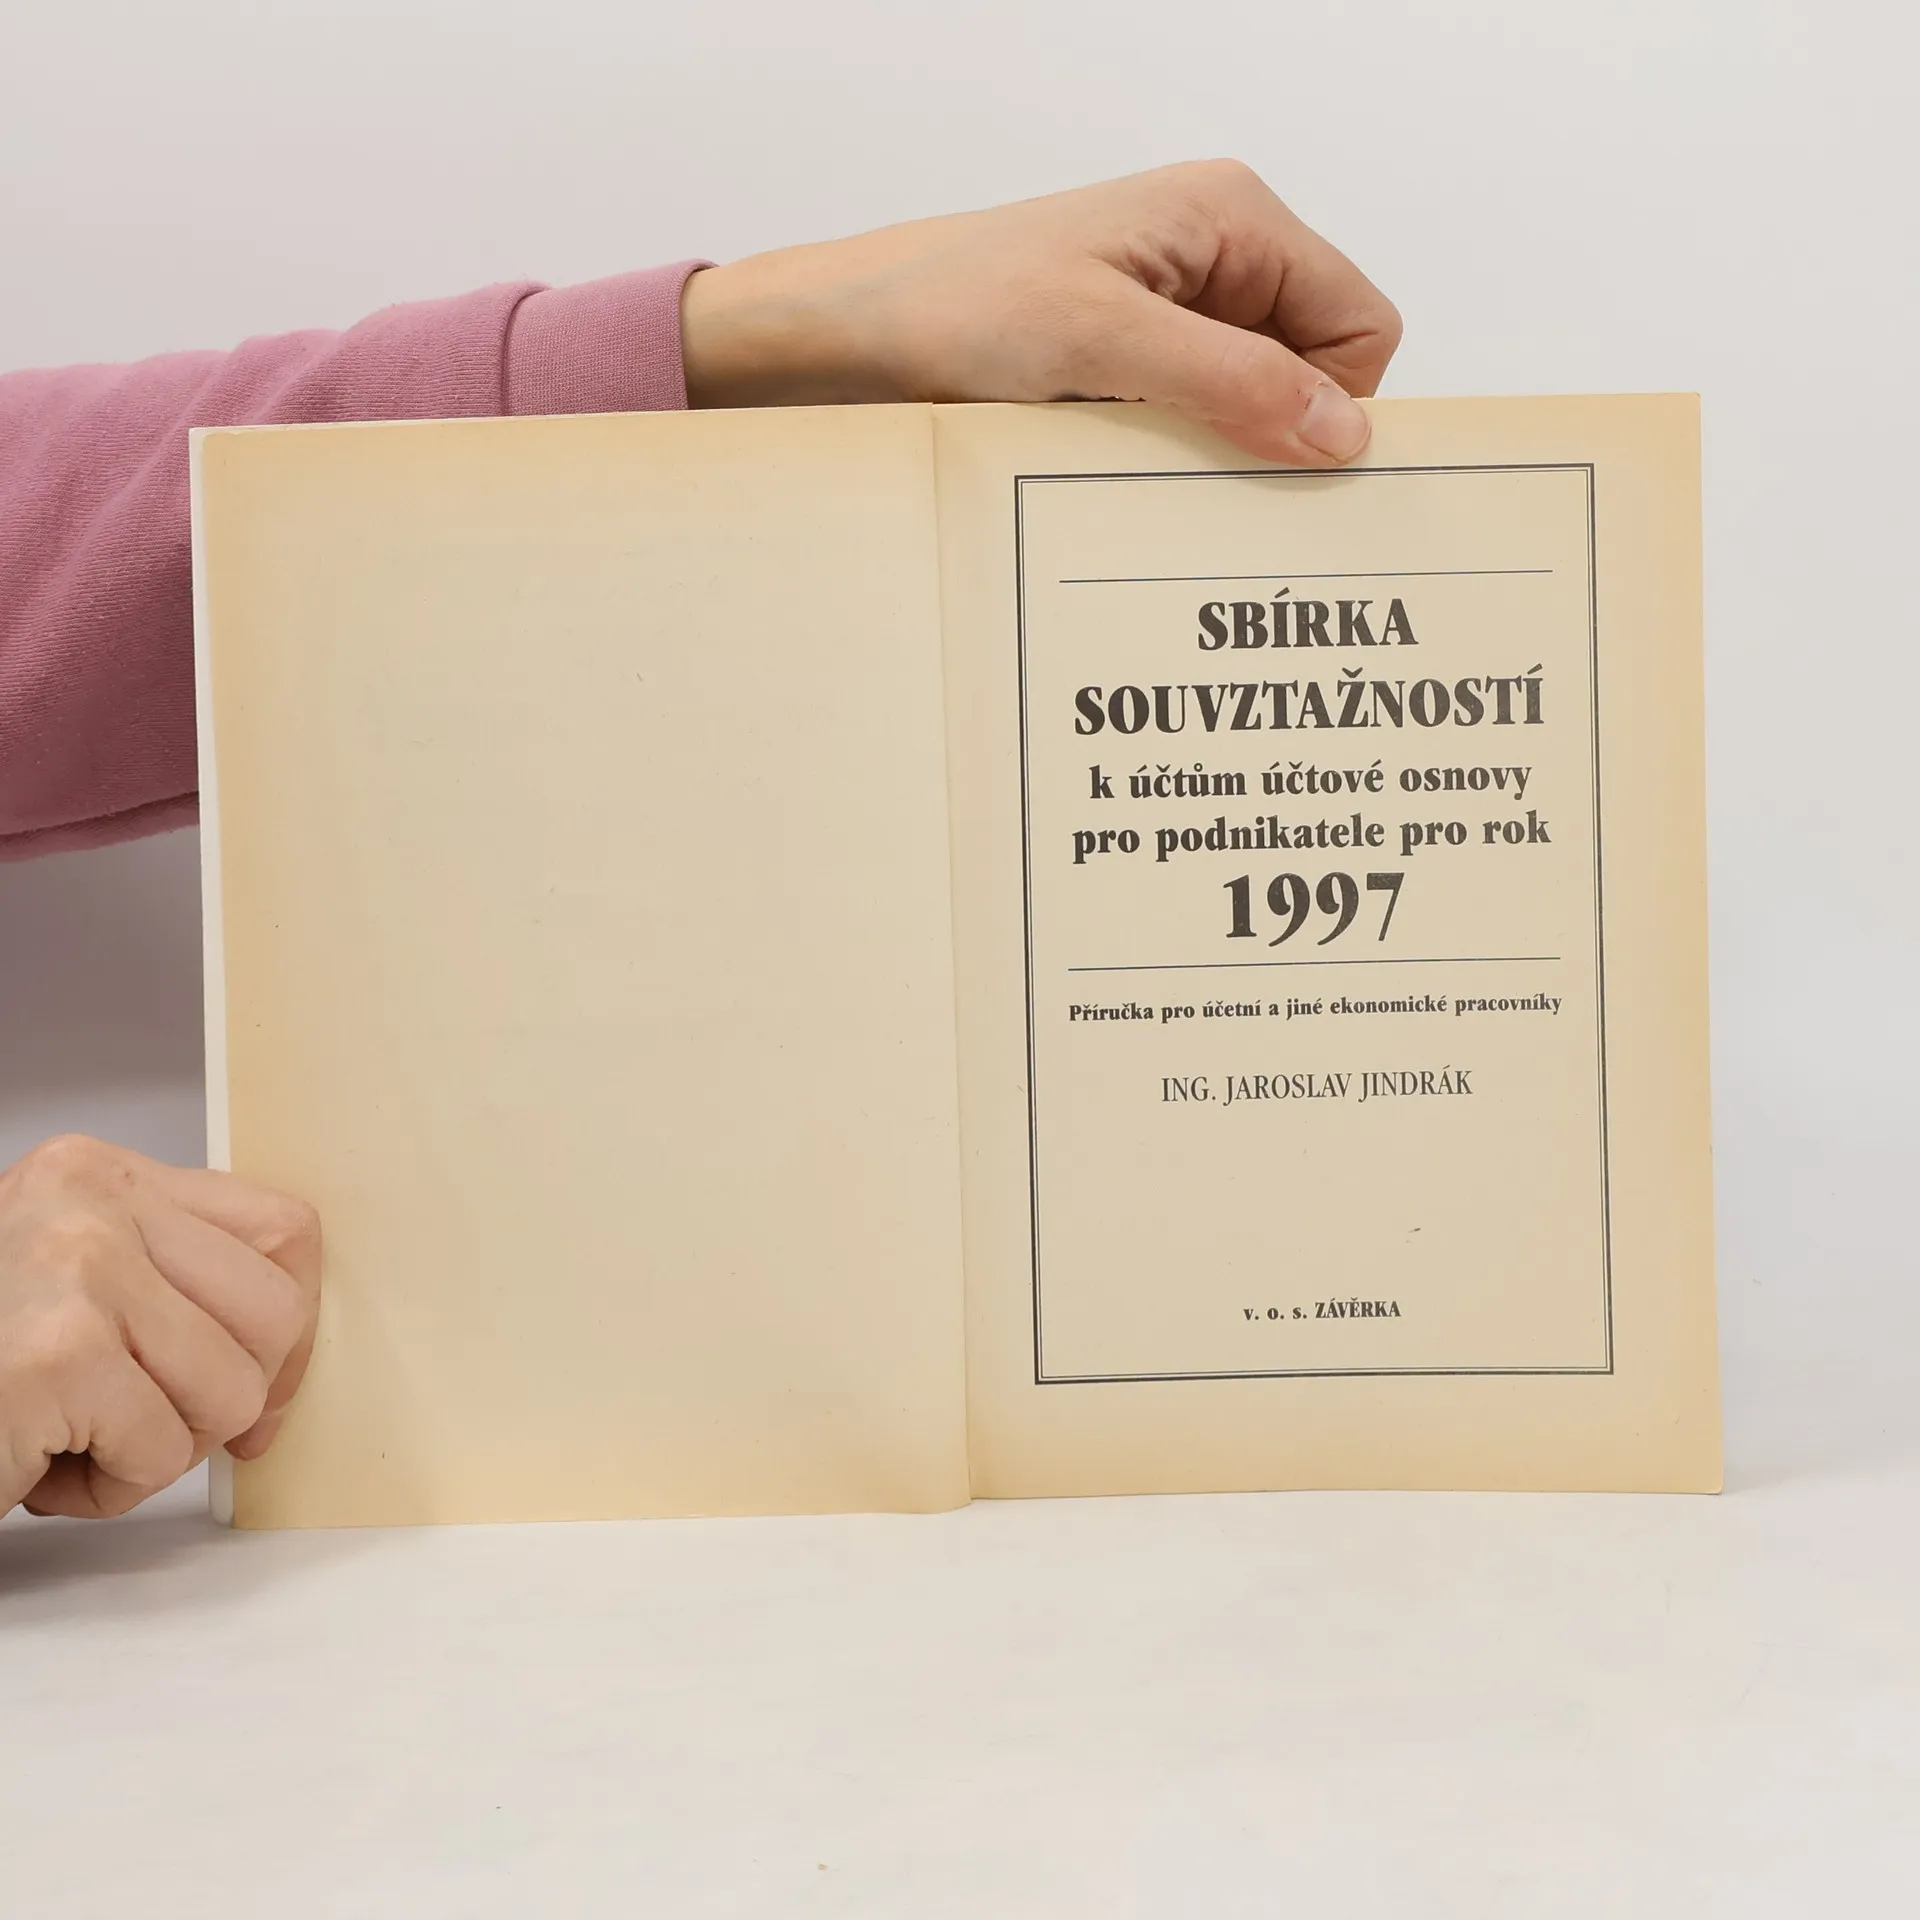 SBÍRKA
SOUVZTAŽNOSTÍ
k účtům účtové osnovy
pro podnikatele pro rok
1997
Příručka pro účetní a jiné ekonomické pracovníky
ING. JAROSLAV JINDRÁK
v. o. s. ZÁVĚRKA